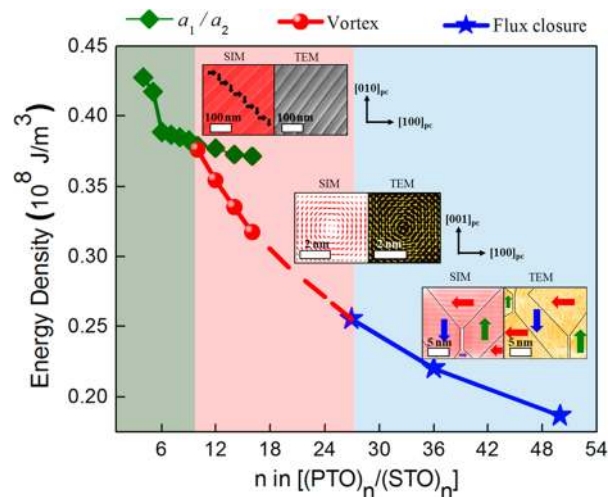 a₁/a₂ Vortex Flux closure
0.45
0.40
0.35
0.30
0.25
0.20
Energy Density (10⁸ J/m³)
SIM TEM
100 nm 100 nm
[010]pc
[100]pc
SIM TEM
2 nm 2 nm
[001]pc
[100]pc
SIM TEM
5 nm 5 nm
6 12 18 24 30 36 42 48 54
n in [(PTO)n/(STO)n]